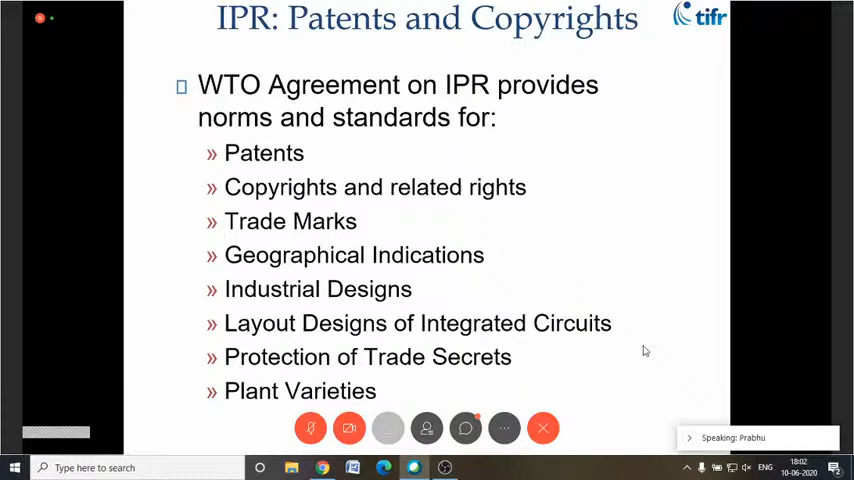 IPR: Patents and Copyrights
tifr
WTO Agreement on IPR provides
norms and standards for:
» Patents
» Copyrights and related rights
» Trade Marks
» Geographical Indications
» Industrial Designs
» Layout Designs of Integrated Circuits
» Protection of Trade Secrets
» Plant Varieties
Speaking: Prabhu
Type here to search
ENG
18:02
10-06-2020
2